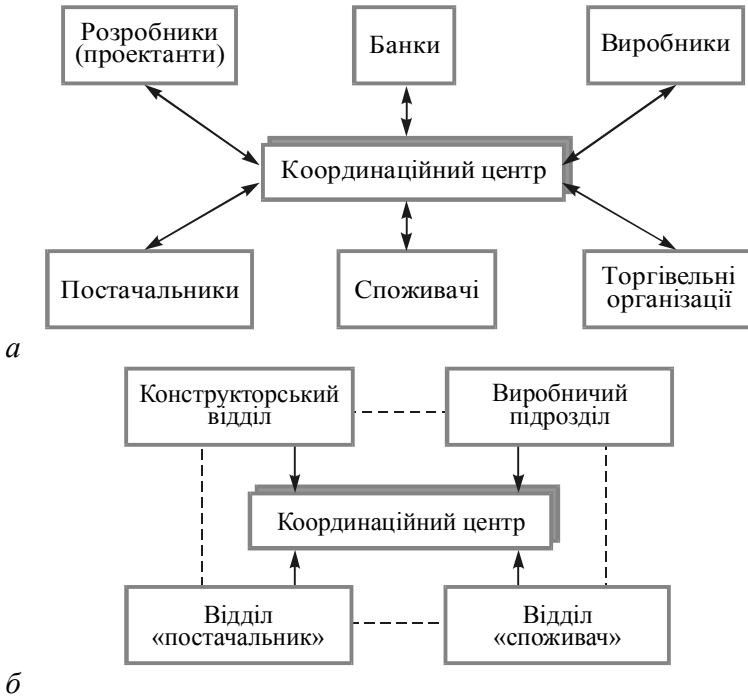 Розробники
(проектанти)
Банки
Виробники
Координаційний центр
Постачальники
Споживачі
Торгівельні
організації
а
Конструкторський
відділ
Виробничий
підрозділ
Координаційний центр
Відділ
«постачальник»
Відділ
«споживач»
б